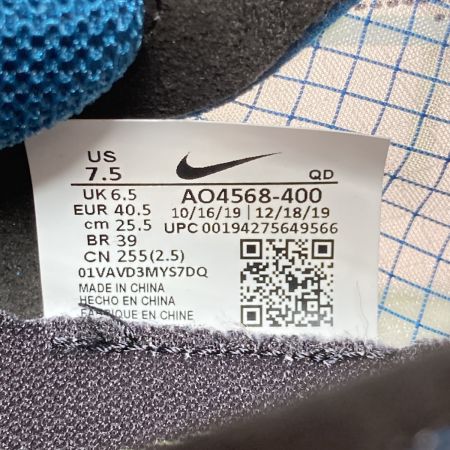 US
7.5
QD
UK 6.5
EUR 40.5
cm 25.5
BR 39
CN 255(2.5)
AO4568-400
10/16/19 | 12/18/19
UPC 00194275649566
01VAVD3MYS7DQ
MADE IN CHINA
HECHO EN CHINA
FABRIQUE EN CHINE